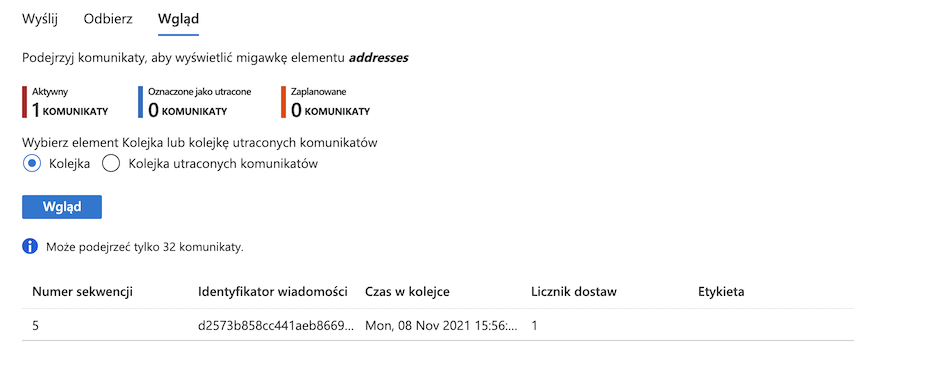 Wyślij Odbierz Wgląd
Podejrzyj komunikaty, aby wyświetlić migawkę elementu addresses
Aktywny Oznaczone jako utracone Zaplanowane
1 KOMUNIKATY 0 KOMUNIKATY 0 KOMUNIKATY
Wybierz element Kolejka lub kolejkę utraconych komunikatów
Kolejka Kolejka utraconych komunikatów
Wgląd
Może podejrzeć tylko 32 komunikaty.
Numer sekwencji Identyfikator wiadomości Czas w kolejce Licznik dostaw Etykieta
5 d2573b858cc441aeb8669... Mon, 08 Nov 2021 15:56:... 1